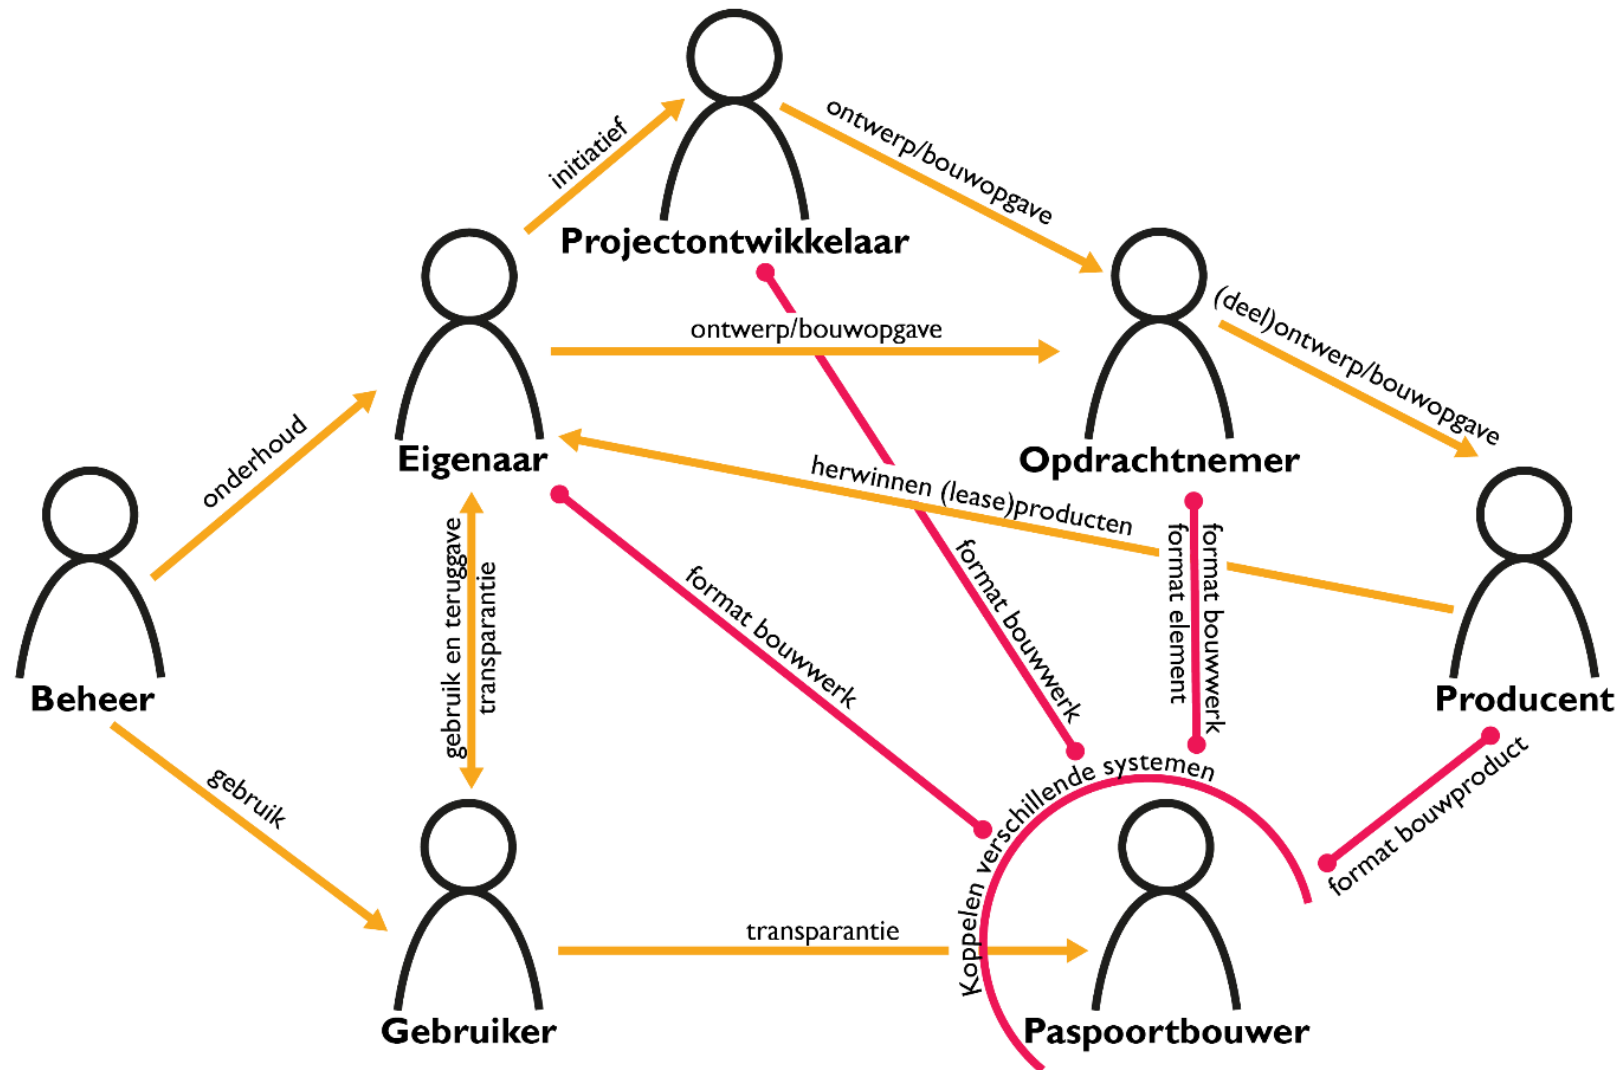 initiatief
ontwerp/bouwopgave
Projectontwikkelaar
ontwerp/bouwopgave
(deel)ontwerp/bouwopgave
onderhoud
Eigenaar
Opdrachtnemer
herwinnen (lease)producten
gebruik en teruggave
transparantie
format bouwwerk
format bouwwerk
format bouwwerk
format element
Beheer
Producent
gebruik
format bouwproduct
Koppelen verschillende systemen
transparantie
Gebruiker
Paspoortbouwer